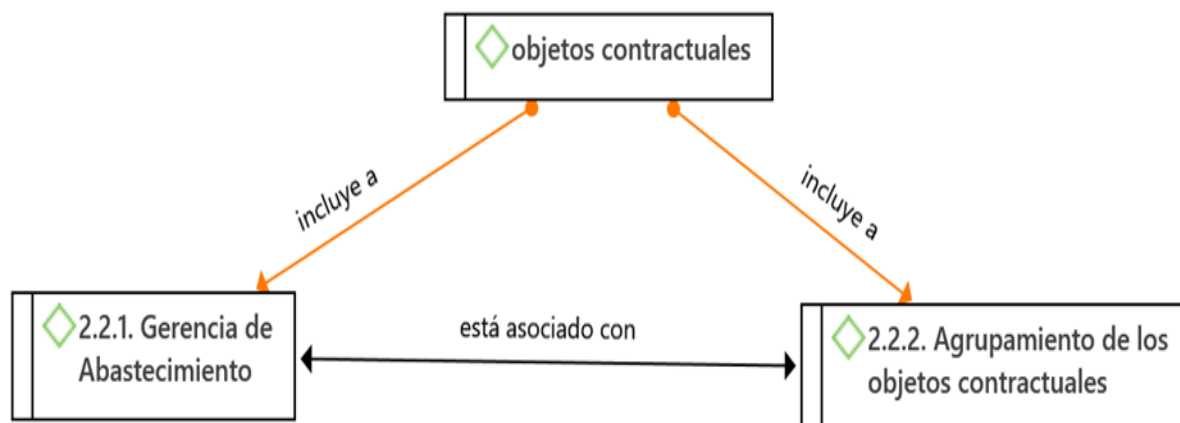 objetos contractuales
incluye a
incluye a
2.2.1. Gerencia de
Abastecimiento
está asociado con
2.2.2. Agrupamiento de los
objetos contractuales